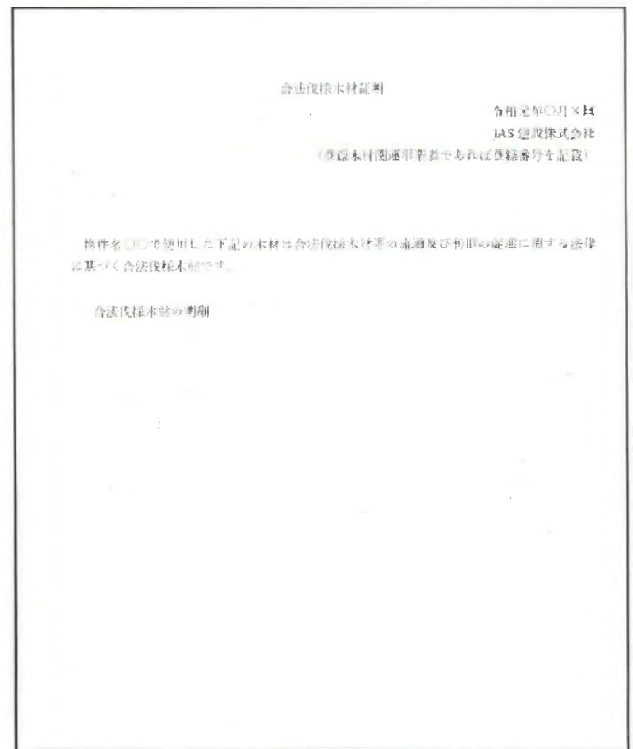 合法伐採木材証明
令和元年〇月×日
JAS 建設株式会社
（登録木材関連事業者であれば登録番号を記載）
物件名〇〇で使用した下記の木材は合法伐採木材等の流通及び利用の促進に関する法律
に基づく合法伐採木材です。
合法伐採木材の明細